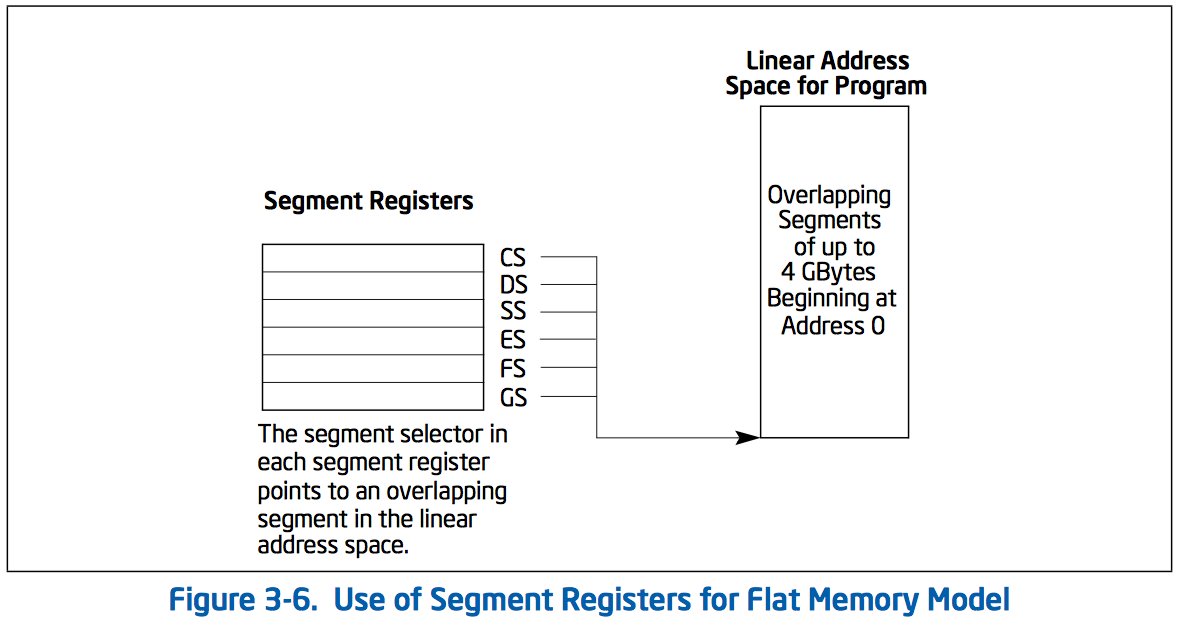 Linear Address
Space for Program
Overlapping
Segments
of up to
4 GBytes
Beginning at
Address 0
Segment Registers
CS
DS
SS
ES
FS
GS
The segment selector in
each segment register
points to an overlapping
segment in the linear
address space.
Figure 3-6. Use of Segment Registers for Flat Memory Model